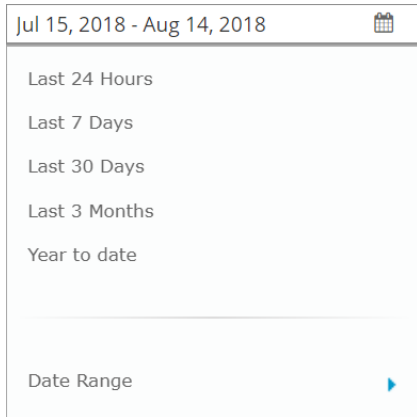 Jul 15, 2018 - Aug 14, 2018
Last 24 Hours
Last 7 Days
Last 30 Days
Last 3 Months
Year to date
Date Range